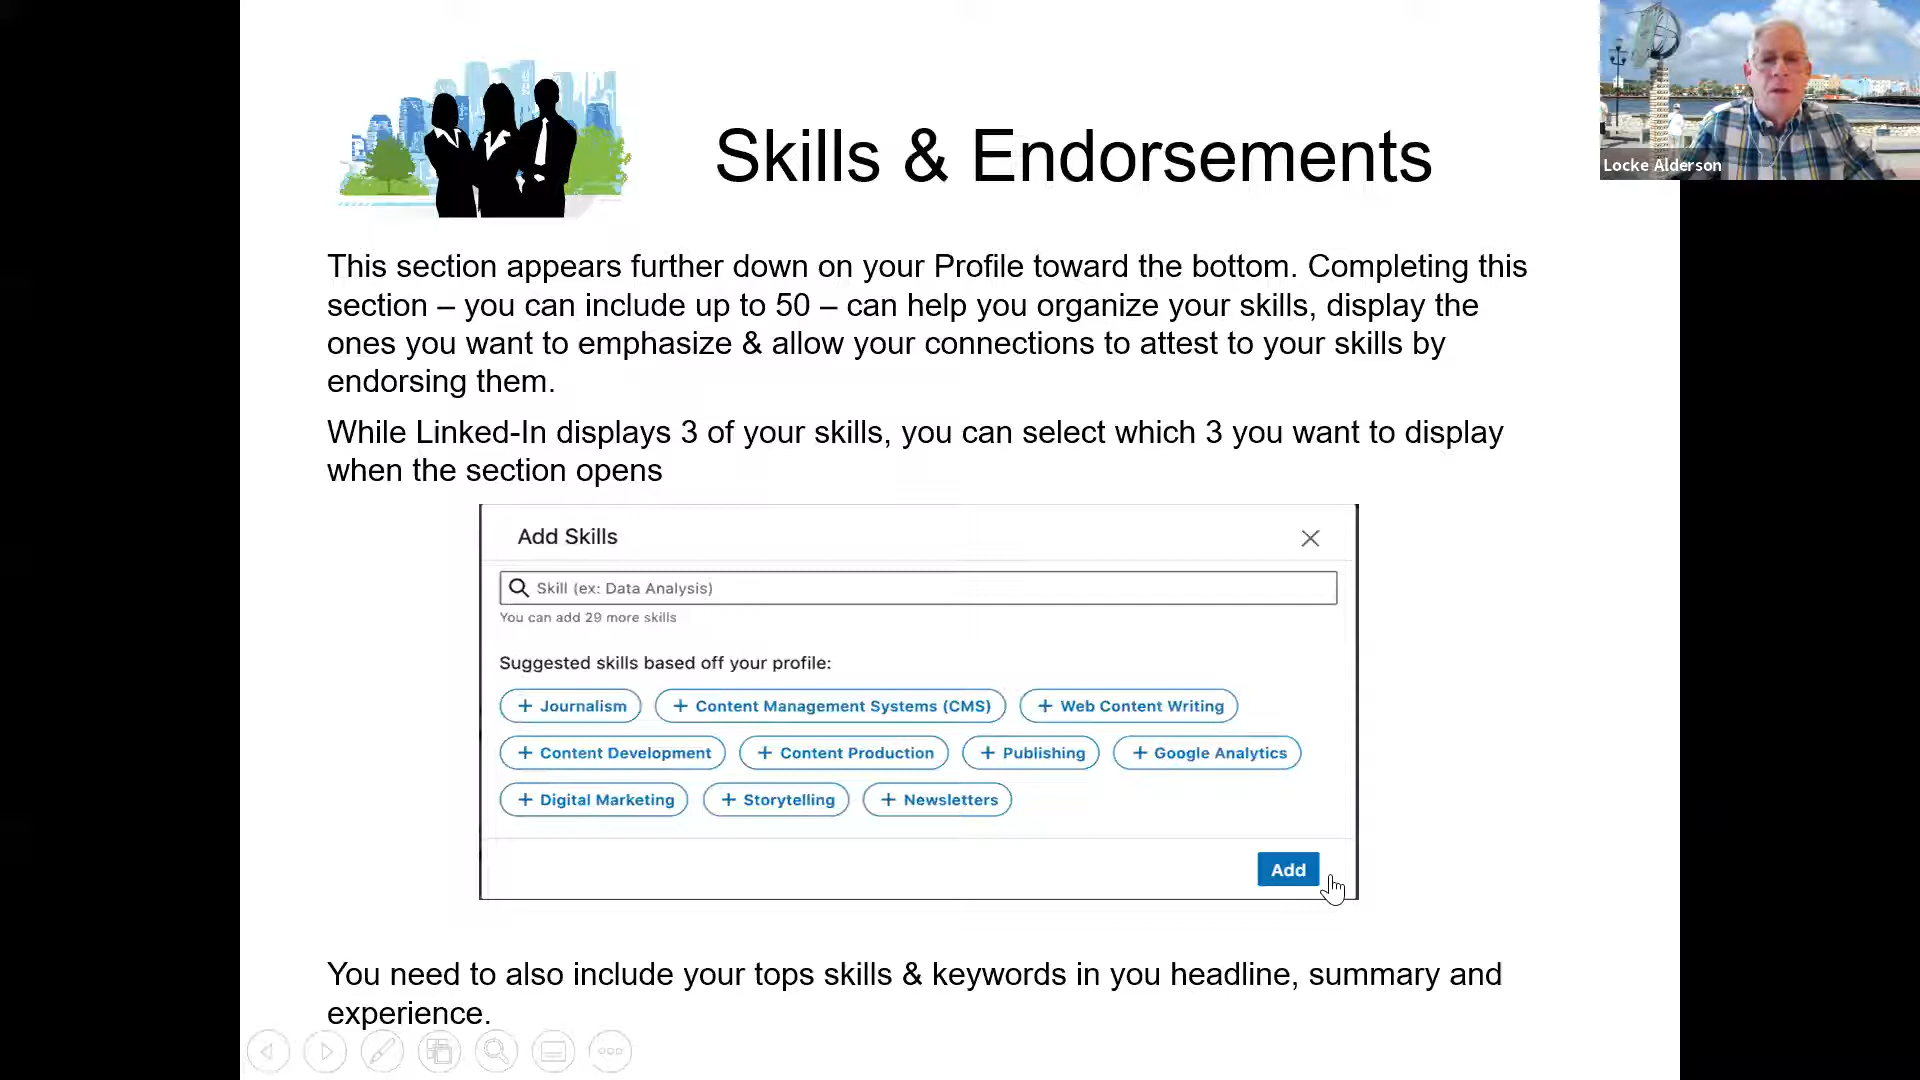 Skills & Endorsements
Locke Alderson
This section appears further down on your Profile toward the bottom. Completing this
section – you can include up to 50 – can help you organize your skills, display the
ones you want to emphasize & allow your connections to attest to your skills by
endorsing them.
While Linked-In displays 3 of your skills, you can select which 3 you want to display
when the section opens
Add Skills
Skill (ex: Data Analysis)
You can add 29 more skills
Suggested skills based off your profile:
+ Journalism + Content Management Systems (CMS) + Web Content Writing
+ Content Development + Content Production + Publishing + Google Analytics
+ Digital Marketing + Storytelling + Newsletters
Add
You need to also include your tops skills & keywords in you headline, summary and
experience.